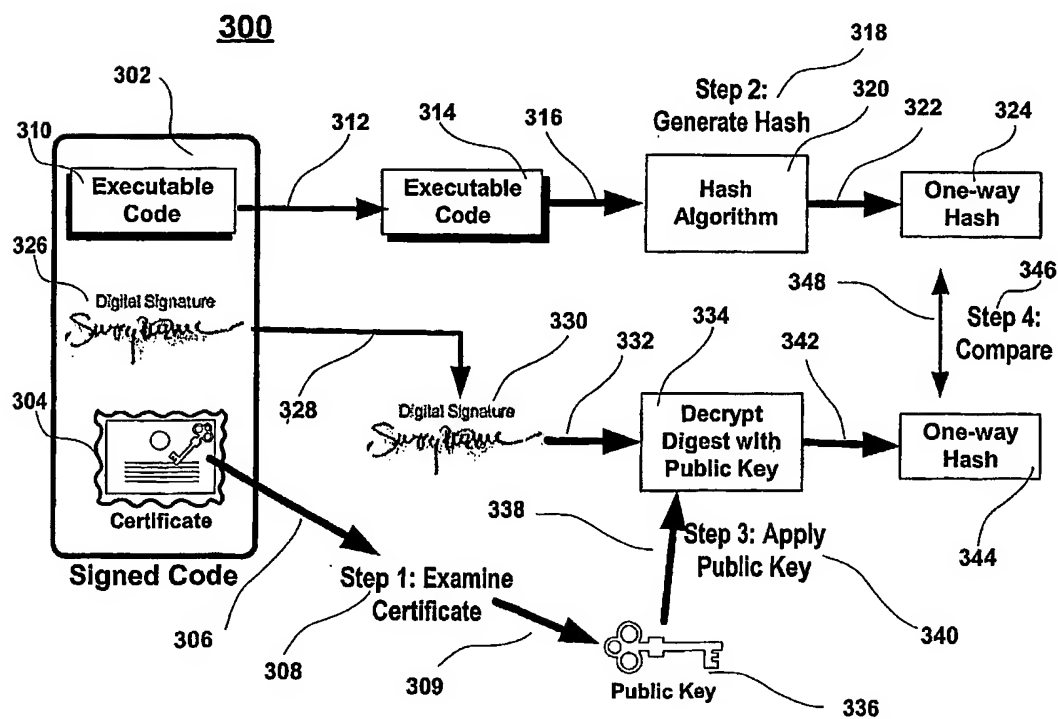 300
302
318
Step 2:
Generate Hash
320
310
312
314
316
322
324
Executable
Code
Executable
Code
Hash
Algorithm
One-way
Hash
326
Digital Signature
348
346
Step 4:
Compare
328
330
332
334
342
304
Digital Signature
Decrypt
Digest with
Public Key
One-way
Hash
Certificate
Signed Code
306
Step 1: Examine
Certificate
308
309
338
Step 3: Apply
Public Key
340
344
Public Key
336